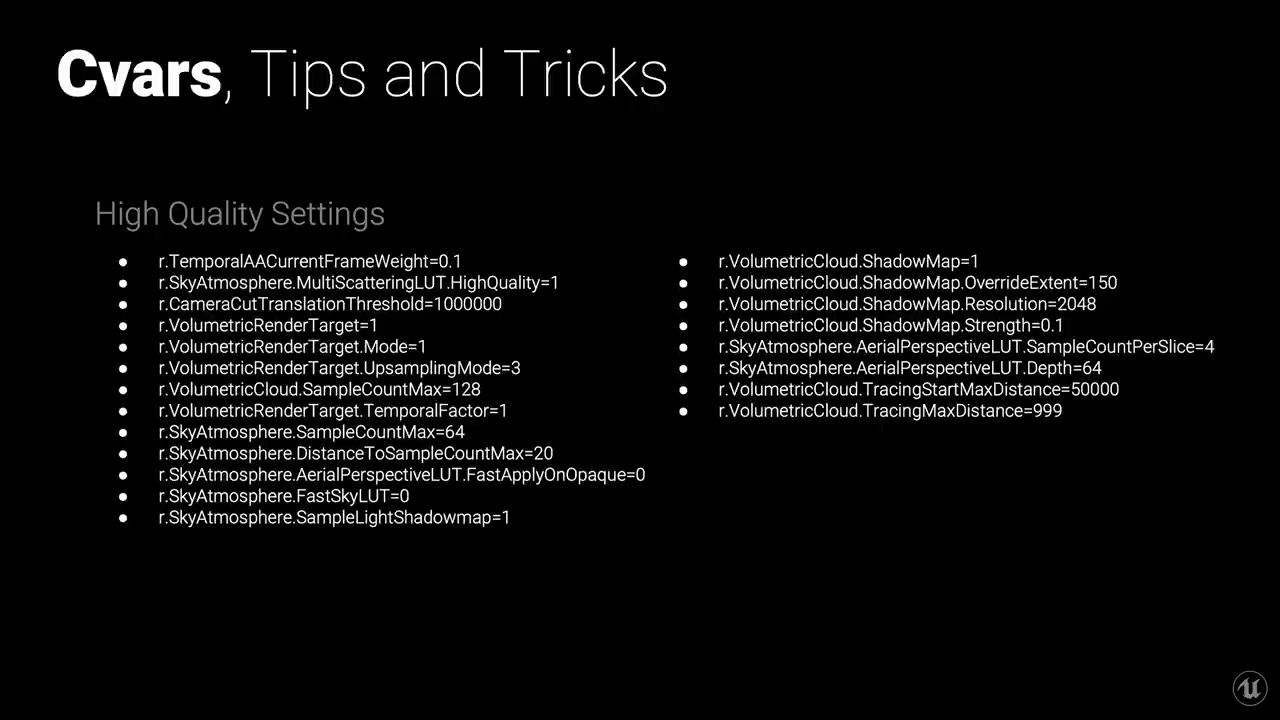 Cvars, Tips and Tricks
High Quality Settings
● r.TemporalAACurrentFrameWeight=0.1
● r.SkyAtmosphere.MultiScatteringLUT.HighQuality=1
● r.CameraCutTranslationThreshold=1000000
● r.VolumetricRenderTarget=1
● r.VolumetricRenderTarget.Mode=1
● r.VolumetricRenderTarget.UpsamplingMode=3
● r.VolumetricCloud.SampleCountMax=128
● r.VolumetricRenderTarget.TemporalFactor=1
● r.SkyAtmosphere.SampleCountMax=64
● r.SkyAtmosphere.DistanceToSampleCountMax=20
● r.SkyAtmosphere.AerialPerspectiveLUT.FastApplyOnOpaque=0
● r.SkyAtmosphere.FastSkyLUT=0
● r.SkyAtmosphere.SampleLightShadowmap=1
● r.VolumetricCloud.ShadowMap=1
● r.VolumetricCloud.ShadowMap.OverrideExtent=150
● r.VolumetricCloud.ShadowMap.Resolution=2048
● r.VolumetricCloud.ShadowMap.Strength=0.1
● r.SkyAtmosphere.AerialPerspectiveLUT.SampleCountPerSlice=4
● r.SkyAtmosphere.AerialPerspectiveLUT.Depth=64
● r.VolumetricCloud.TracingStartMaxDistance=50000
● r.VolumetricCloud.TracingMaxDistance=999